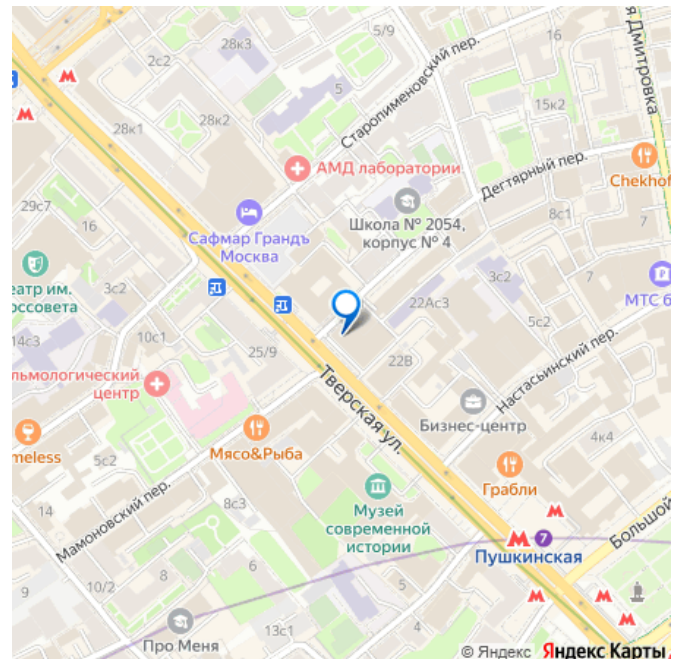 5/9
28к3
2с2
5
Старопименовский пер.
16
я Дмитровка
15к2
28к1
28к2
АМД лаборатории
Дегтярный пер.
Chekhof
29с7
16
Школа № 2054,
корпус № 4
8с1
7
Сафмар Грандъ
Москва
еатр им.
оссовета
3с2
3с2
7
МТС б
22Ас3
5с2
14с3
10с1
25/9
22В
Настасьинский пер.
льмологический
центр
Тверская ул.
Бизнес-центр
meless
Мясо&Рыба
5с2
4к4
Грабли
Мамоновский пер.
8с3
14
Музей
современной
истории
7
Пушкинская
Большой
9
10/2
8
4
5
Про Меня
13с1
© Яндекс Яндекс Карты